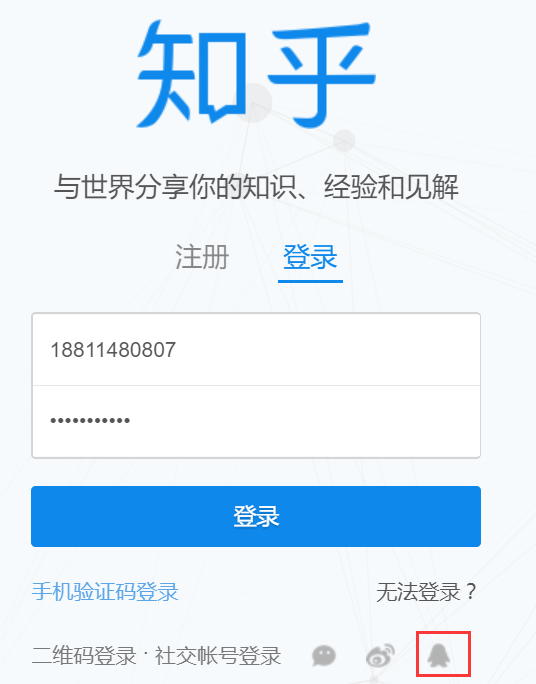 知乎
与世界分享你的知识、经验和见解
注册 登录
18811480807
•••••••••••
登录
手机验证码登录 无法登录？
二维码登录 · 社交帐号登录